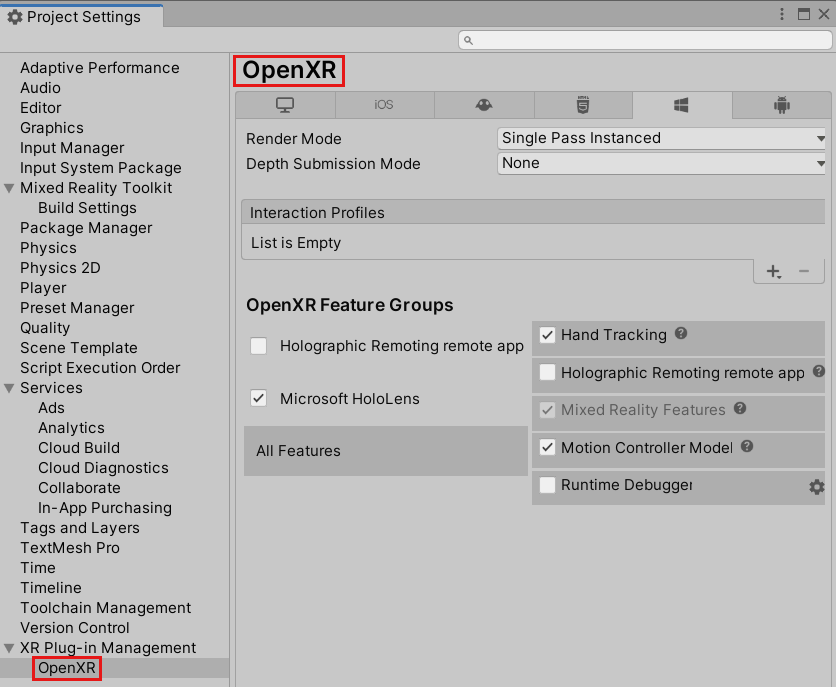 Project Settings
Adaptive Performance
Audio
Editor
Graphics
Input Manager
Input System Package
Mixed Reality Toolkit
Build Settings
Package Manager
Physics
Physics 2D
Player
Preset Manager
Quality
Scene Template
Script Execution Order
Services
Ads
Analytics
Cloud Build
Cloud Diagnostics
Collaborate
In-App Purchasing
Tags and Layers
TextMesh Pro
Time
Timeline
Toolchain Management
Version Control
XR Plug-in Management
OpenXR
OpenXR
iOS
Render Mode
Single Pass Instanced
Depth Submission Mode
None
Interaction Profiles
List is Empty
OpenXR Feature Groups
Holographic Remoting remote app
Microsoft HoloLens
All Features
Hand Tracking
Holographic Remoting remote app
Mixed Reality Features
Motion Controller Model
Runtime Debugger